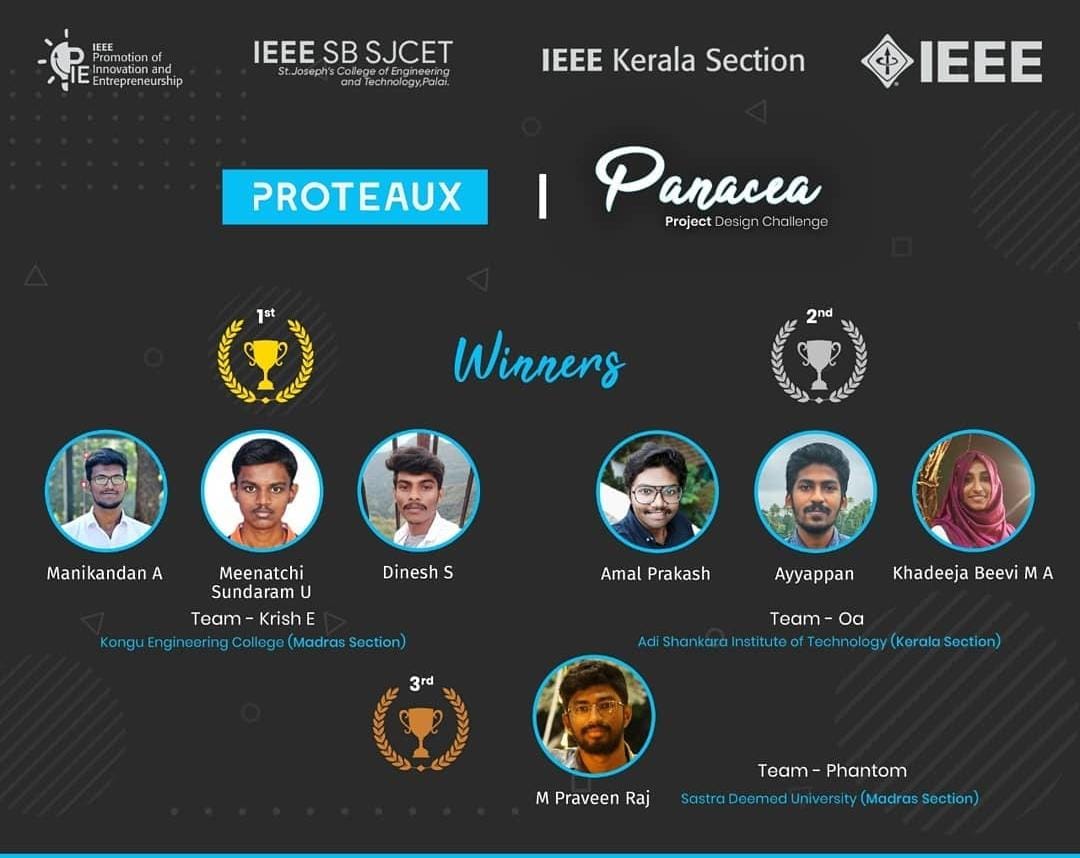 IEEE
Promotion of
Innovation and
Entrepreneurship
PIE
IEEE SB SJCET
St.Joseph's College of Engineering
and Technology,Palai.
IEEE Kerala Section
IEEE
PROTEAUX
Panacea
Project Design Challenge
1st
Winners
2nd
Manikandan A
Meenatchi
Sundaram U
Dinesh S
Team - Krish E
Kongu Engineering College (Madras Section)
Amal Prakash
Ayyappan
Khadeeja Beevi M A
Team - Oa
Adi Shankara Institute of Technology (Kerala Section)
3rd
M Praveen Raj
Team - Phantom
Sastra Deemed University (Madras Section)